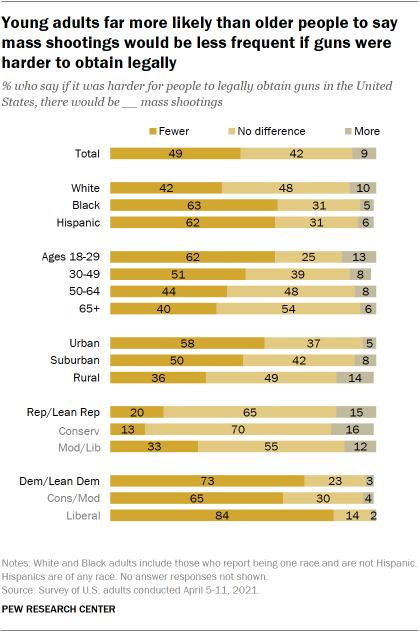 Young adults far more likely than older people to say
mass shootings would be less frequent if guns were
harder to obtain legally
% who say if it was harder for people to legally obtain guns in the United
States, there would be __ mass shootings
Fewer No difference More
Total 49 42 9
White 42 48 10
Black 63 31 5
Hispanic 62 31 6
Ages 18-29 62 25 13
30-49 51 39 8
50-64 44 48 8
65+ 40 54 6
Urban 58 37 5
Suburban 50 42 8
Rural 36 49 14
Rep/Lean Rep 20 65 15
Conserv 13 70 16
Mod/Lib 33 55 12
Dem/Lean Dem 73 23 3
Cons/Mod 65 30 4
Liberal 84 14 2
Notes: White and Black adults include those who report being one race and are not Hispanic.
Hispanics are of any race. No answer responses not shown.
Source: Survey of U.S. adults conducted April 5-11, 2021.
PEW RESEARCH CENTER